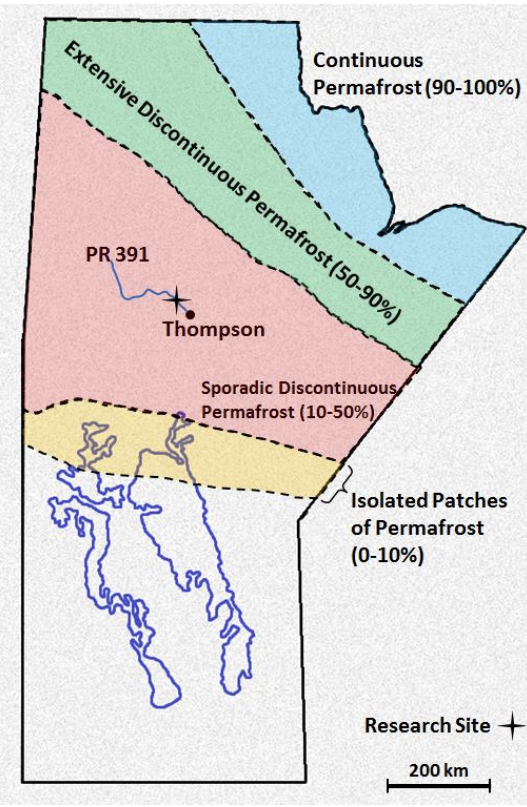 Continuous
Permafrost (90-100%)
Extensive Discontinuous Permafrost (50-90%)
PR 391
Thompson
Sporadic Discontinuous
Permafrost (10-50%)
Isolated Patches
of Permafrost
(0-10%)
Research Site
200 km